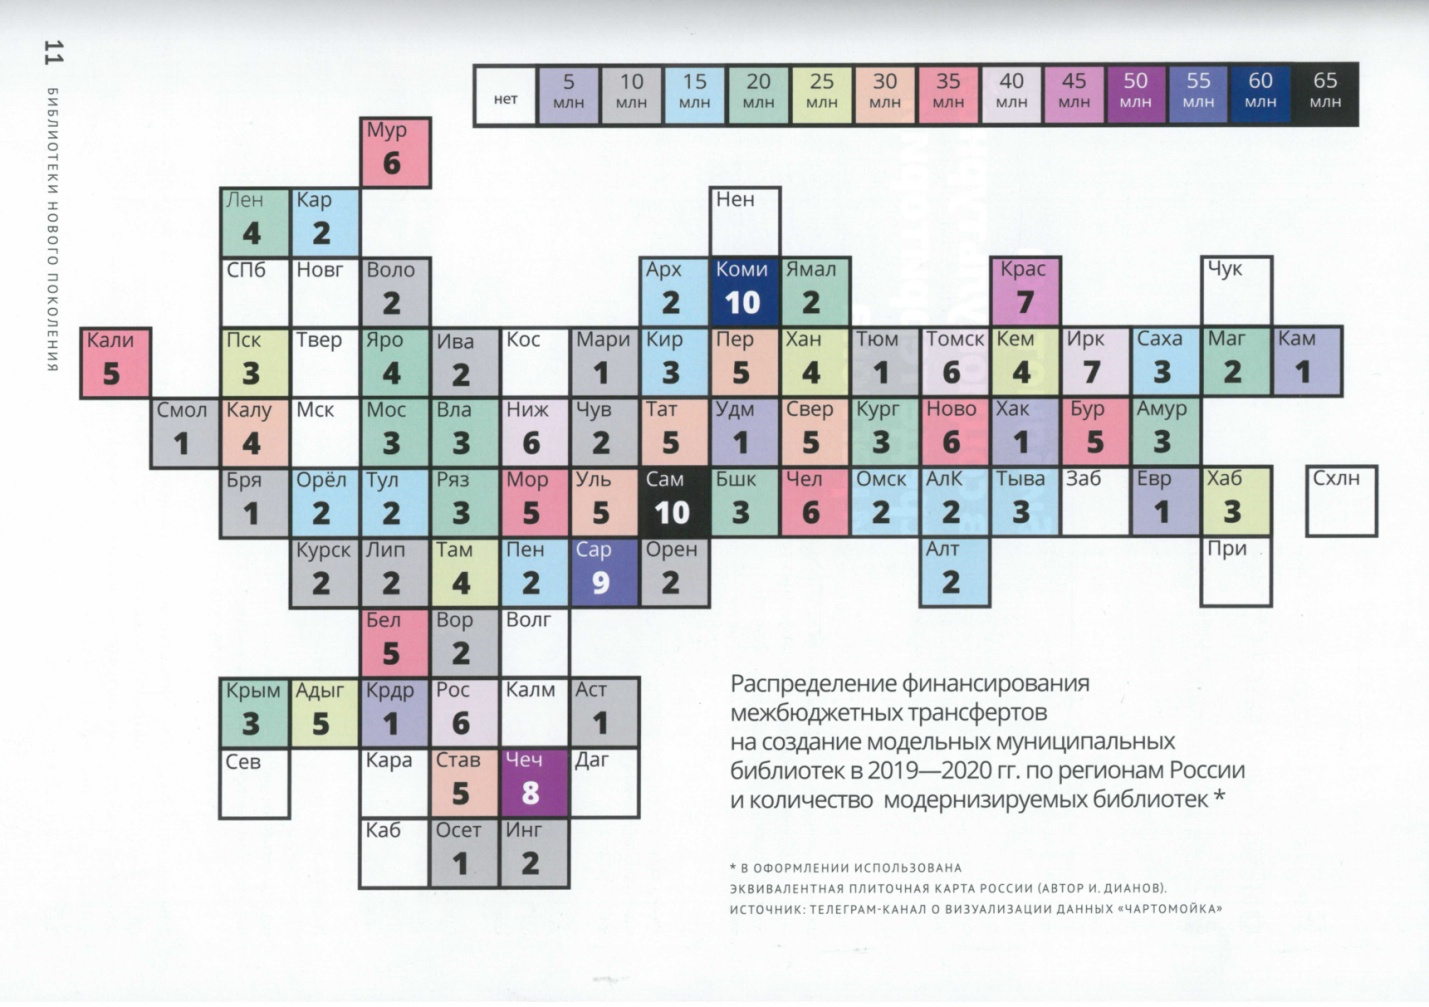 11
БИБЛИОТЕКИ НОВОГО ПОКОЛЕНИЯ
нет 5 млн 10 млн 15 млн 20 млн 25 млн 30 млн 35 млн 40 млн 45 млн 50 млн 55 млн 60 млн 65 млн
Мур 6
Лен 4 Кар 2 Нен
СПб Новг Воло 2 Арх 2 Коми 10 Ямал 2 Крас 7 Чук
Кали 5 Пск 3 Твер Яро 4 Ива 2 Кос Мари 1 Кир 3 Пер 5 Хан 4 Тюм 1 Томск 6 Кем 4 Ирк 7 Саха 3 Маг 2 Кам 1
Смол 1 Калу 4 Мск Мос 3 Вла 3 Ниж 6 Чув 2 Тат 5 Удм 1 Свер 5 Кург 3 Ново 6 Хак 1 Бур 5 Амур 3
Бря 1 Орёл 2 Тул 2 Ряз 3 Мор 5 Уль 5 Сам 10 Бшк 3 Чел 6 Омск 2 АлК 2 Тыва 3 Заб Евр 1 Хаб 3 Схлн
Курск 2 Лип 2 Там 4 Пен 2 Сар 9 Орен 2 Алт 2 При
Бел 5 Вор 2 Волг
Крым 3 Адыг 5 Крдр 1 Рос 6 Калм Аст 1
Сев Кара Став 5 Чеч 8 Даг
Каб Осет 1 Инг 2
Распределение финансирования
межбюджетных трансфертов
на создание модельных муниципальных
библиотек в 2019—2020 гг. по регионам России
и количество модернизируемых библиотек *
* В ОФОРМЛЕНИИ ИСПОЛЬЗОВАНА
ЭКВИВАЛЕНТНАЯ ПЛИТОЧНАЯ КАРТА РОССИИ (АВТОР И. ДИАНОВ).
ИСТОЧНИК: ТЕЛЕГРАМ-КАНАЛ О ВИЗУАЛИЗАЦИИ ДАННЫХ «ЧАРТОМОЙКА»